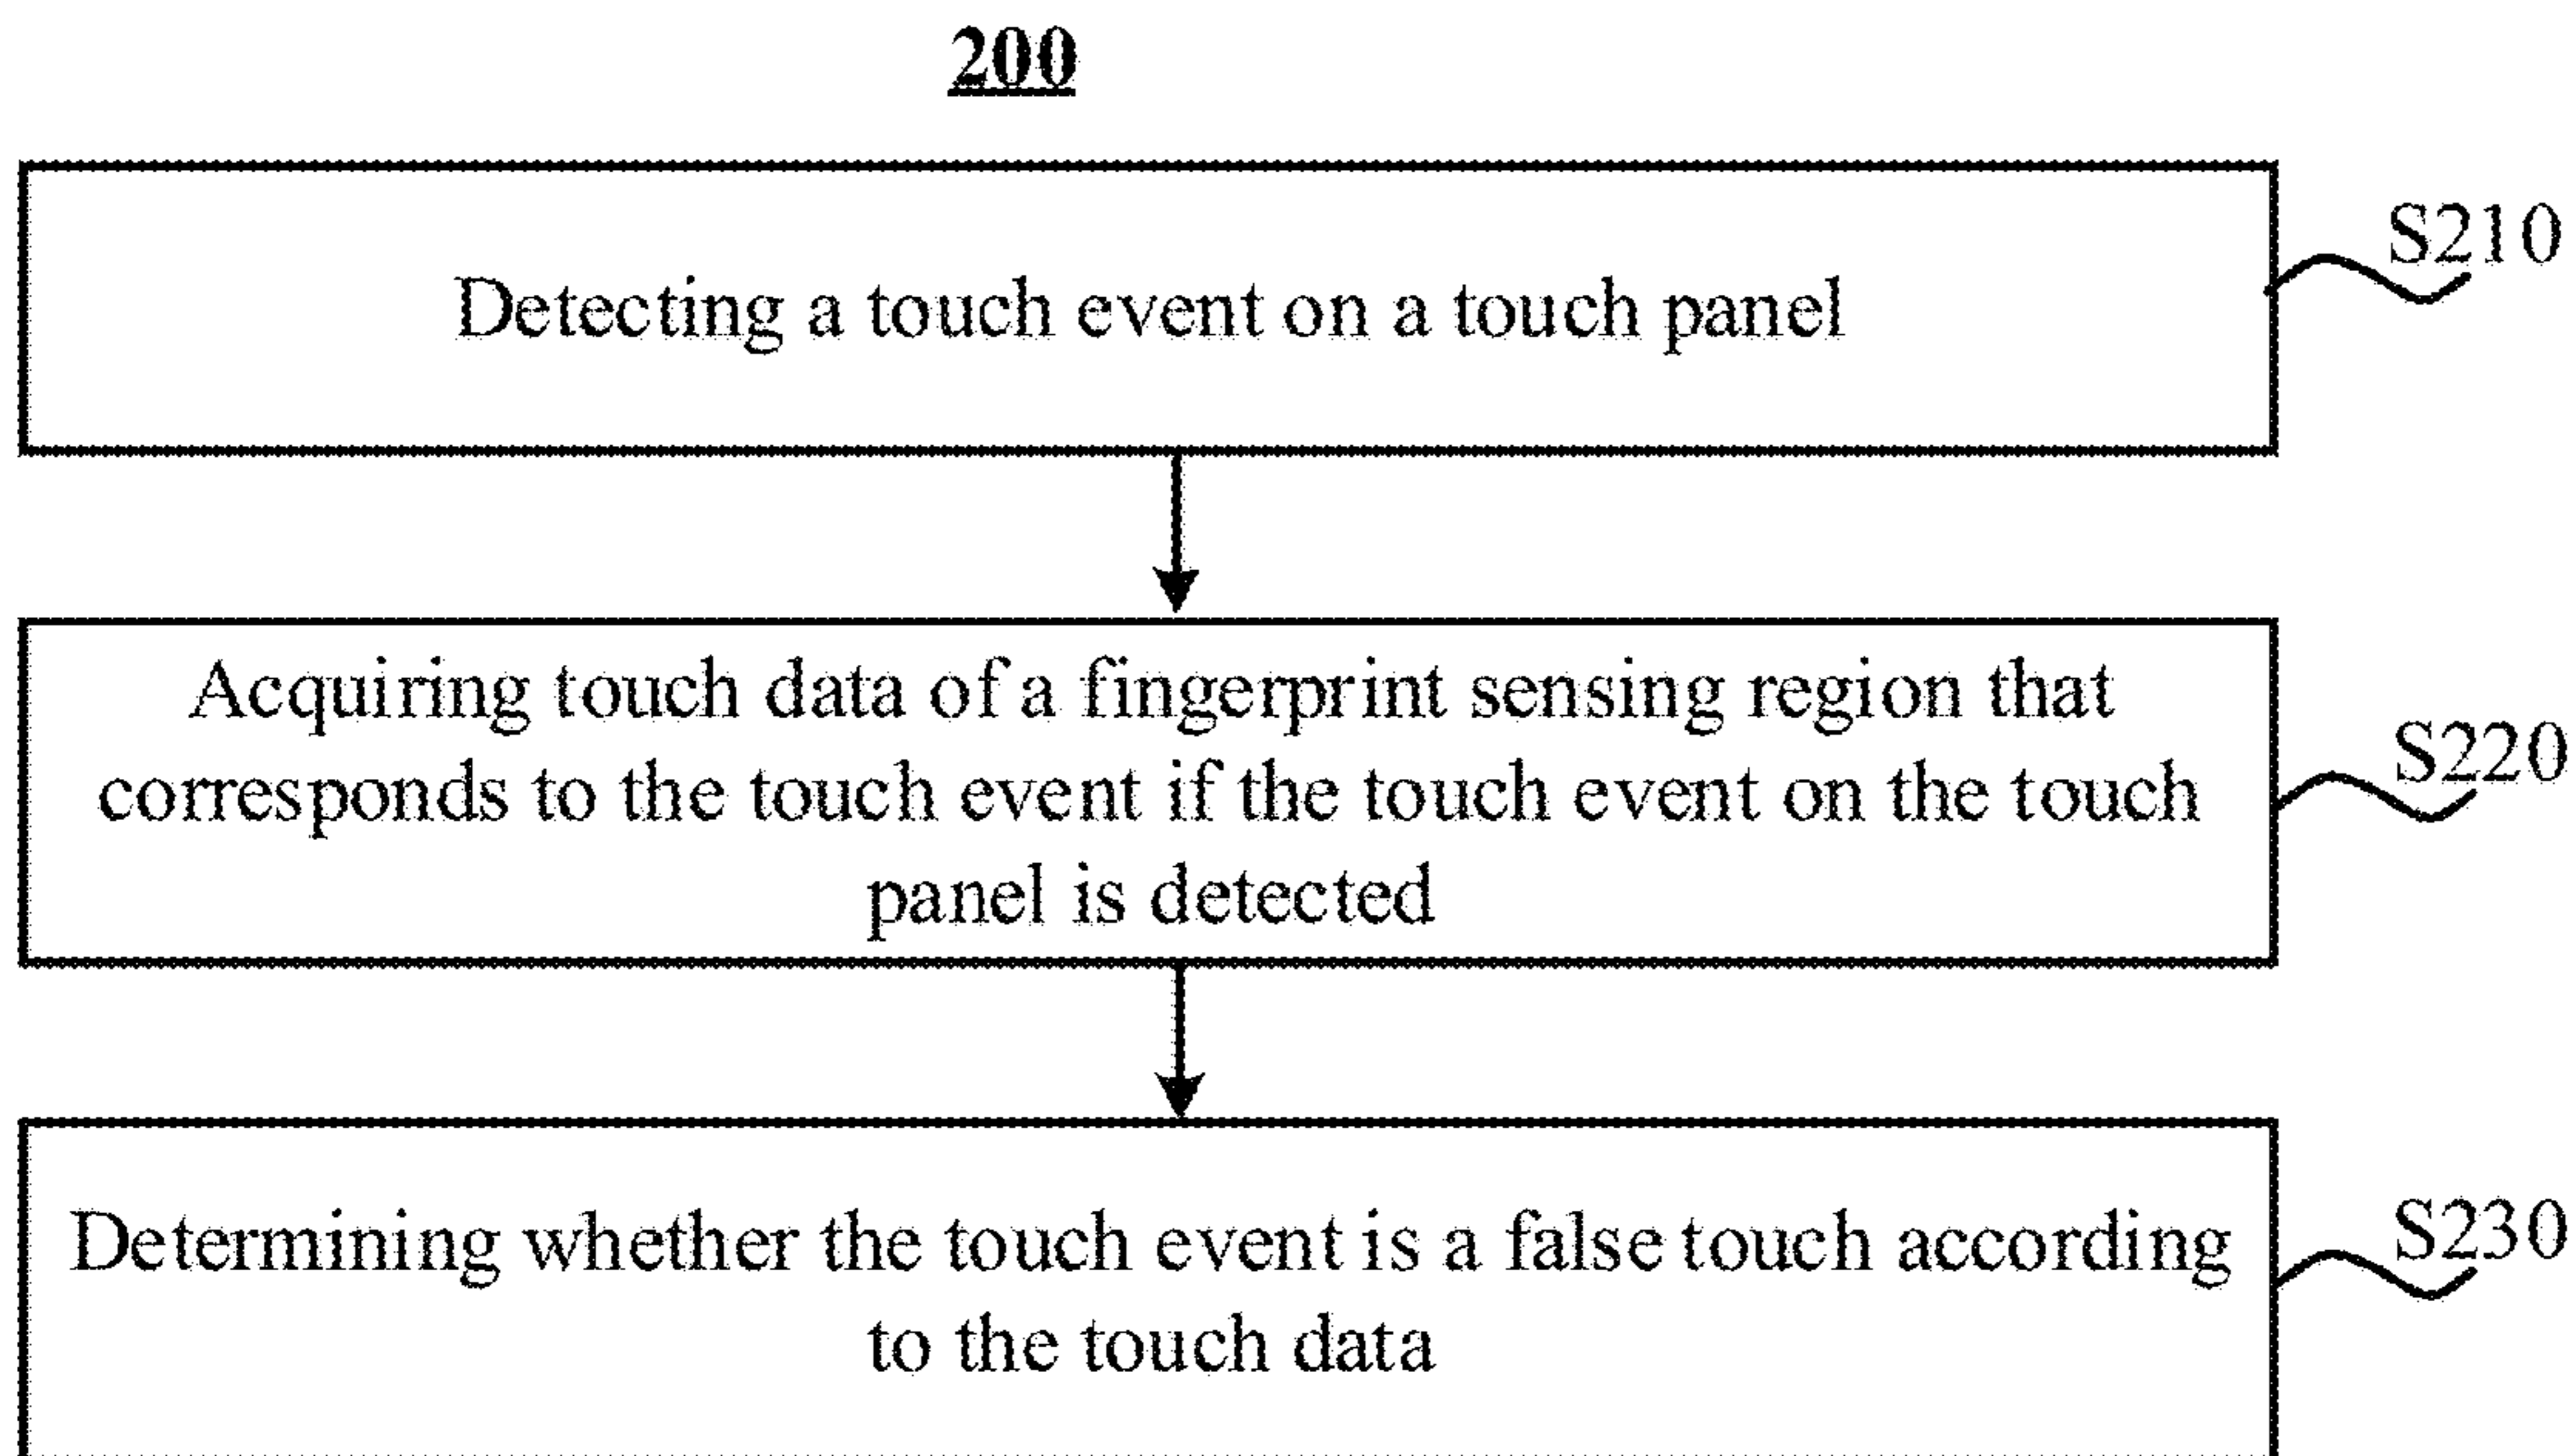 200
Detecting a touch event on a touch panel
S210
Acquiring touch data of a fingerprint sensing region that
corresponds to the touch event if the touch event on the touch
panel is detected
S220
Determining whether the touch event is a false touch according
to the touch data
S230